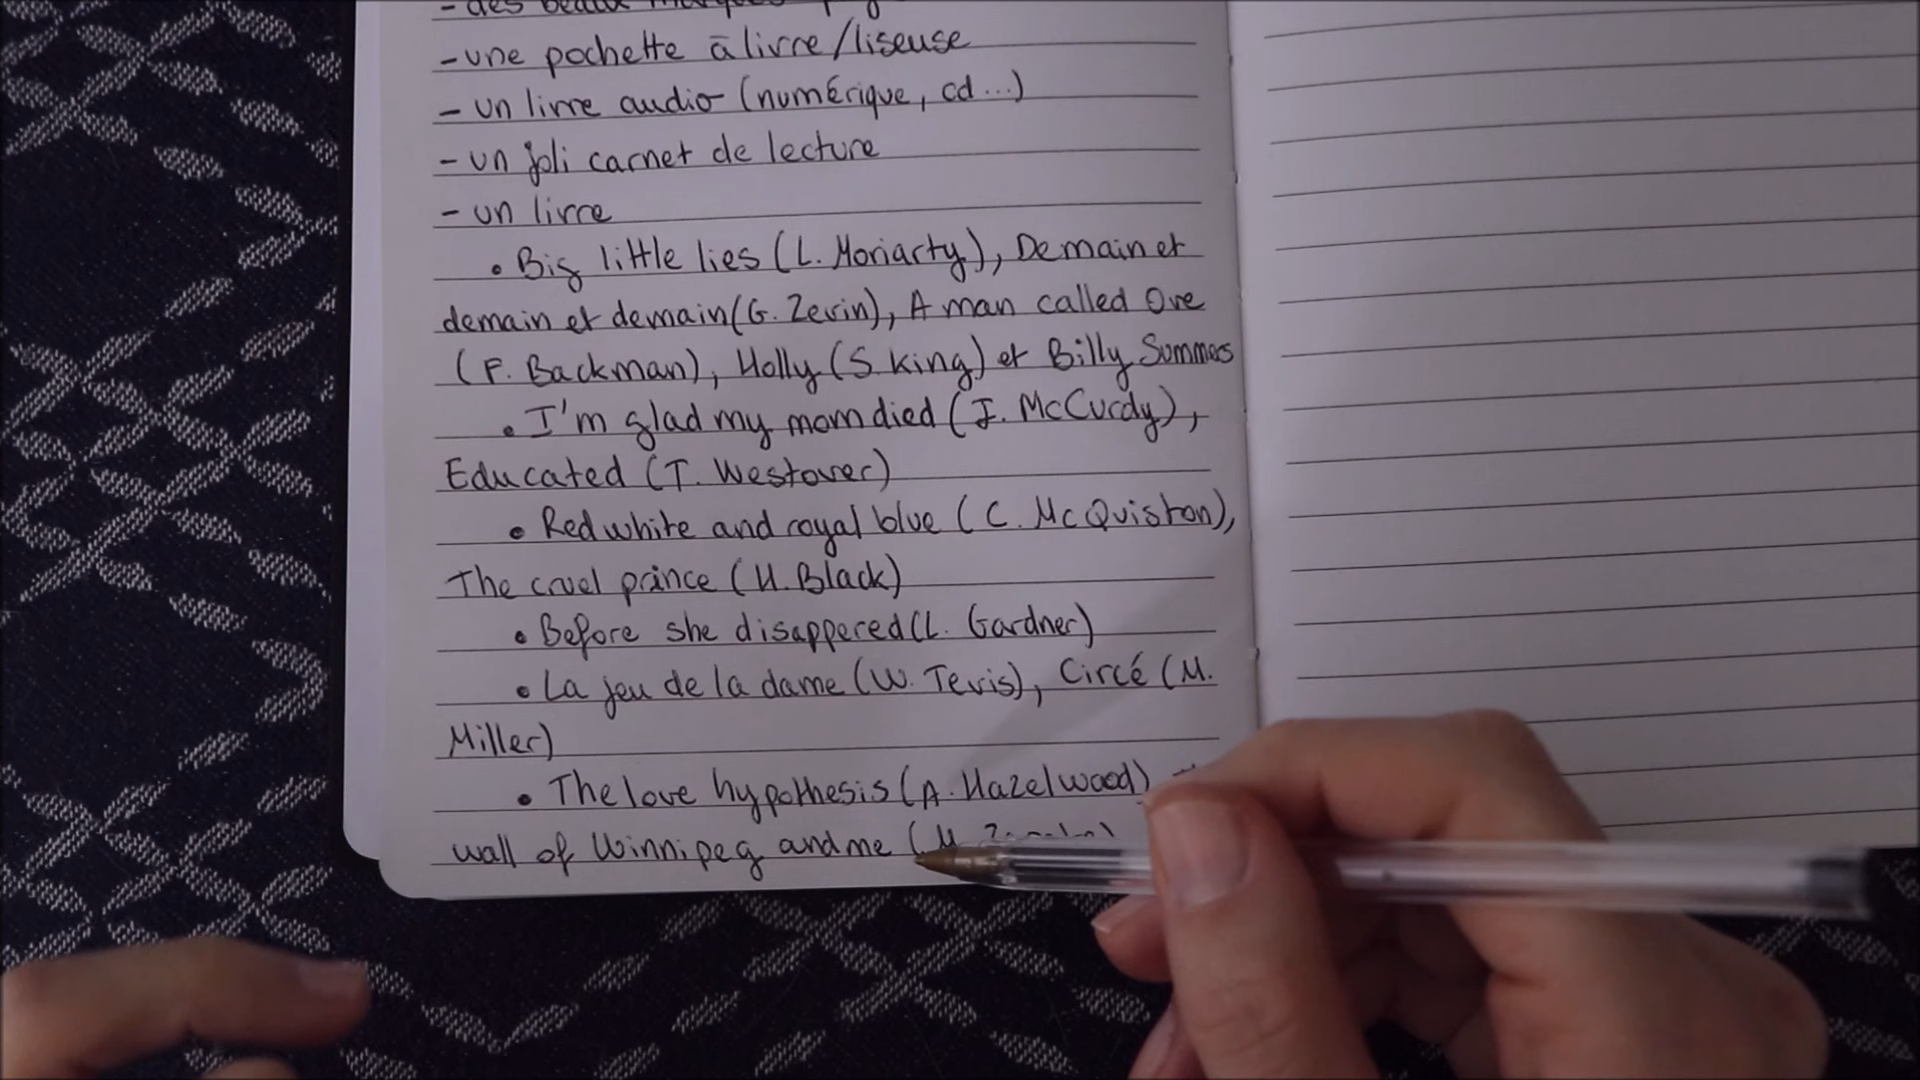 - des beaux
- une pochette à livre/liseuse
- un livre audio (numérique, cd...)
- un joli carnet de lecture
- un livre
• Big little lies (L. Moriarty), Demain et
demain et demain (G. Zevin), A man called Ove
(F. Backman), Holly (S King) et Billy Summers
• I'm glad my mom died (J. McCurdy),
Educated (T. Westover)
• Red white and royal blue (C. McQuiston),
The cruel prince (H. Black)
• Before she disappered (L. Gardner)
• La jeu de la dame (W. Tevis), Circé (M.
Miller)
• The love hypothesis (A. Hazelwood)
wall of Winnipeg and me (M.